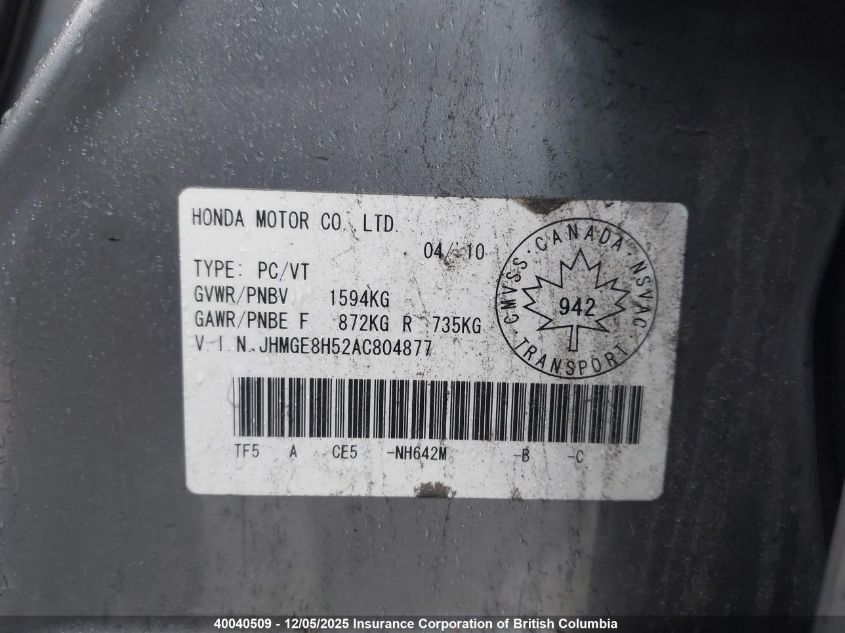 HONDA MOTOR CO., LTD.
04/10
TYPE: PC/VT
GVWR/PNBV 1594KG
GAWR/PNBE F 872KG R 735KG
V.I.N. JHMGE8H52AC804877
CMVSS · CANADA · NSVAC
942
TRANSPORT
TF5 A CE5 -NH642M -B -C
40040509 - 12/05/2025 Insurance Corporation of British Columbia